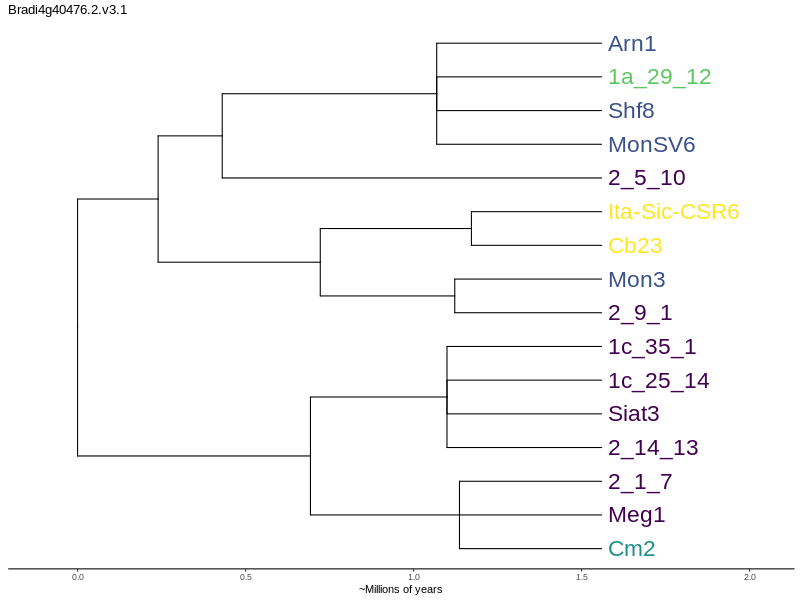 Bradi4g40476.2.v3.1
Arn1
1a_29_12
Shf8
MonSV6
2_5_10
Ita-Sic-CSR6
Cb23
Mon3
2_9_1
1c_35_1
1c_25_14
Siat3
2_14_13
2_1_7
Meg1
Cm2
0.0 0.5 1.0 1.5 2.0
~Millions of years